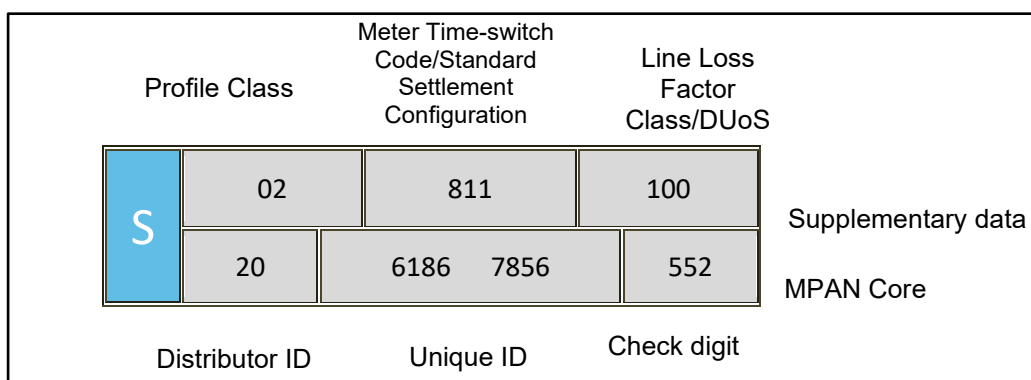 Profile Class
Meter Time-switch
Code/Standard
Settlement
Configuration
Line Loss
Factor
Class/DUoS
S
02 811 100
Supplementary data
20 6186 7856 552
MPAN Core
Distributor ID Unique ID Check digit